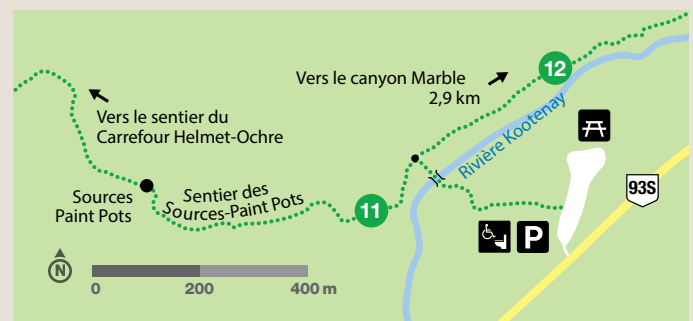 Vers le canyon Marble
2,9 km
12
Vers le sentier du
Carrefour Helmet-Ochre
Rivière Kootenay
93S
Sources
Paint Pots
Sentier des
Sources-Paint Pots
11
P
N
0 200 400 m